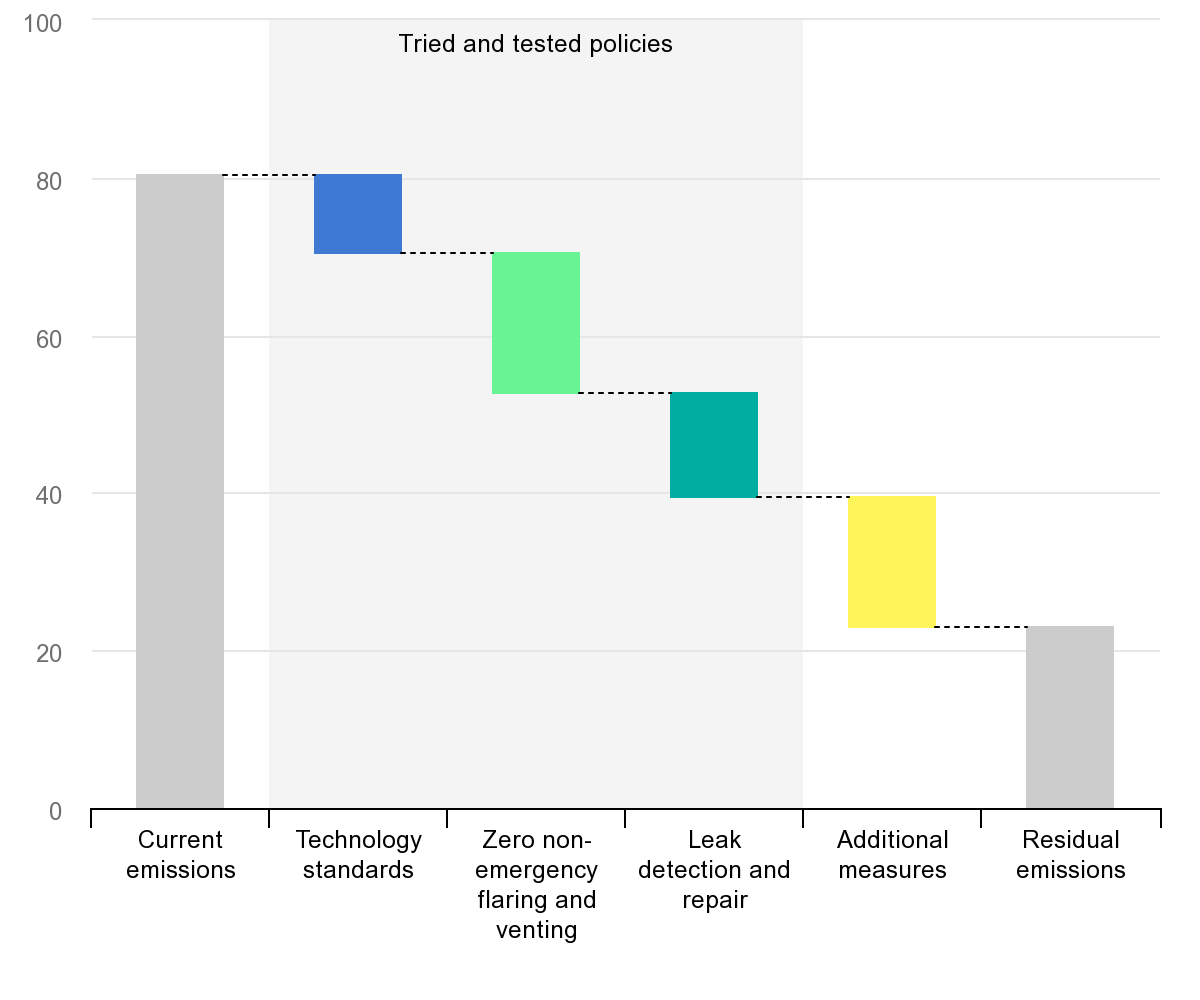 100
Tried and tested policies
80
60
40
20
0
Current
emissions
Technology
standards
Zero non-
emergency
flaring and
venting
Leak
detection and
repair
Additional
measures
Residual
emissions